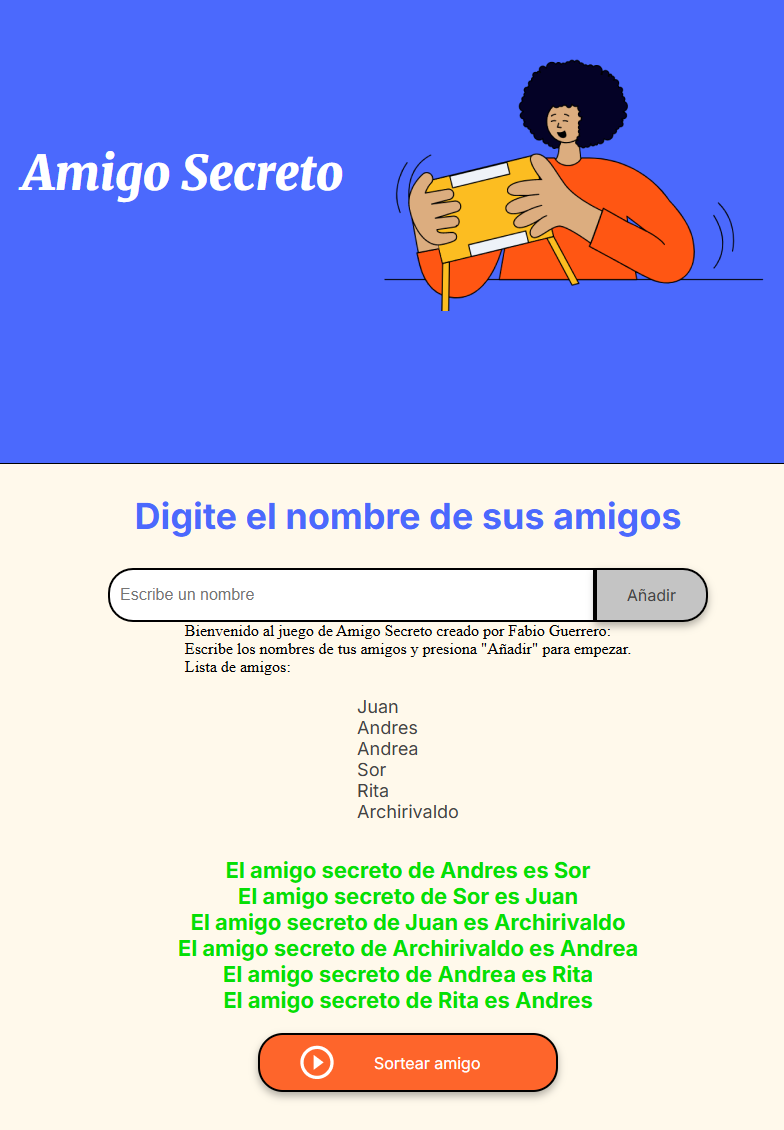 Amigo Secreto
Digite el nombre de sus amigos
Escribe un nombre
Añadir
Bienvenido al juego de Amigo Secreto creado por Fabio Guerrero:
Escribe los nombres de tus amigos y presiona "Añadir" para empezar.
Lista de amigos:
Juan
Andres
Andrea
Sor
Rita
Archirivaldo
El amigo secreto de Andres es Sor
El amigo secreto de Sor es Juan
El amigo secreto de Juan es Archirivaldo
El amigo secreto de Archirivaldo es Andrea
El amigo secreto de Andrea es Rita
El amigo secreto de Rita es Andres
Sortear amigo